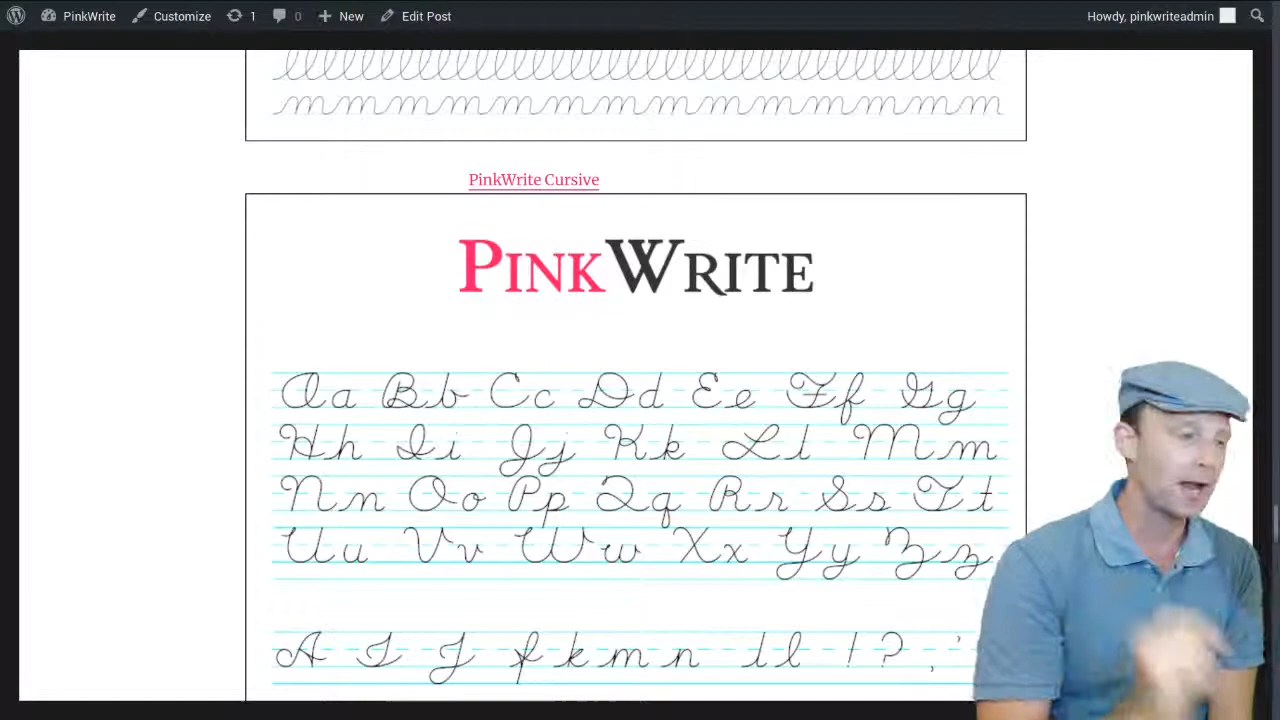 PinkWrite Customize 1 0 New Edit Post Howdy, pinkwriteadmin
lllllllllllllllllllllllllllll
mmmmmmmmmmmmmmm
PinkWrite Cursive
PinkWrite
Aa Bb Cc Dd Ee Ff Gg
Hh Ii Jj Kk Ll Mm
Nn Oo Pp Qq Rr Ss Tt
Uu Vv Ww Xx Yy Zz
A I J f k m n t l ! ? , '